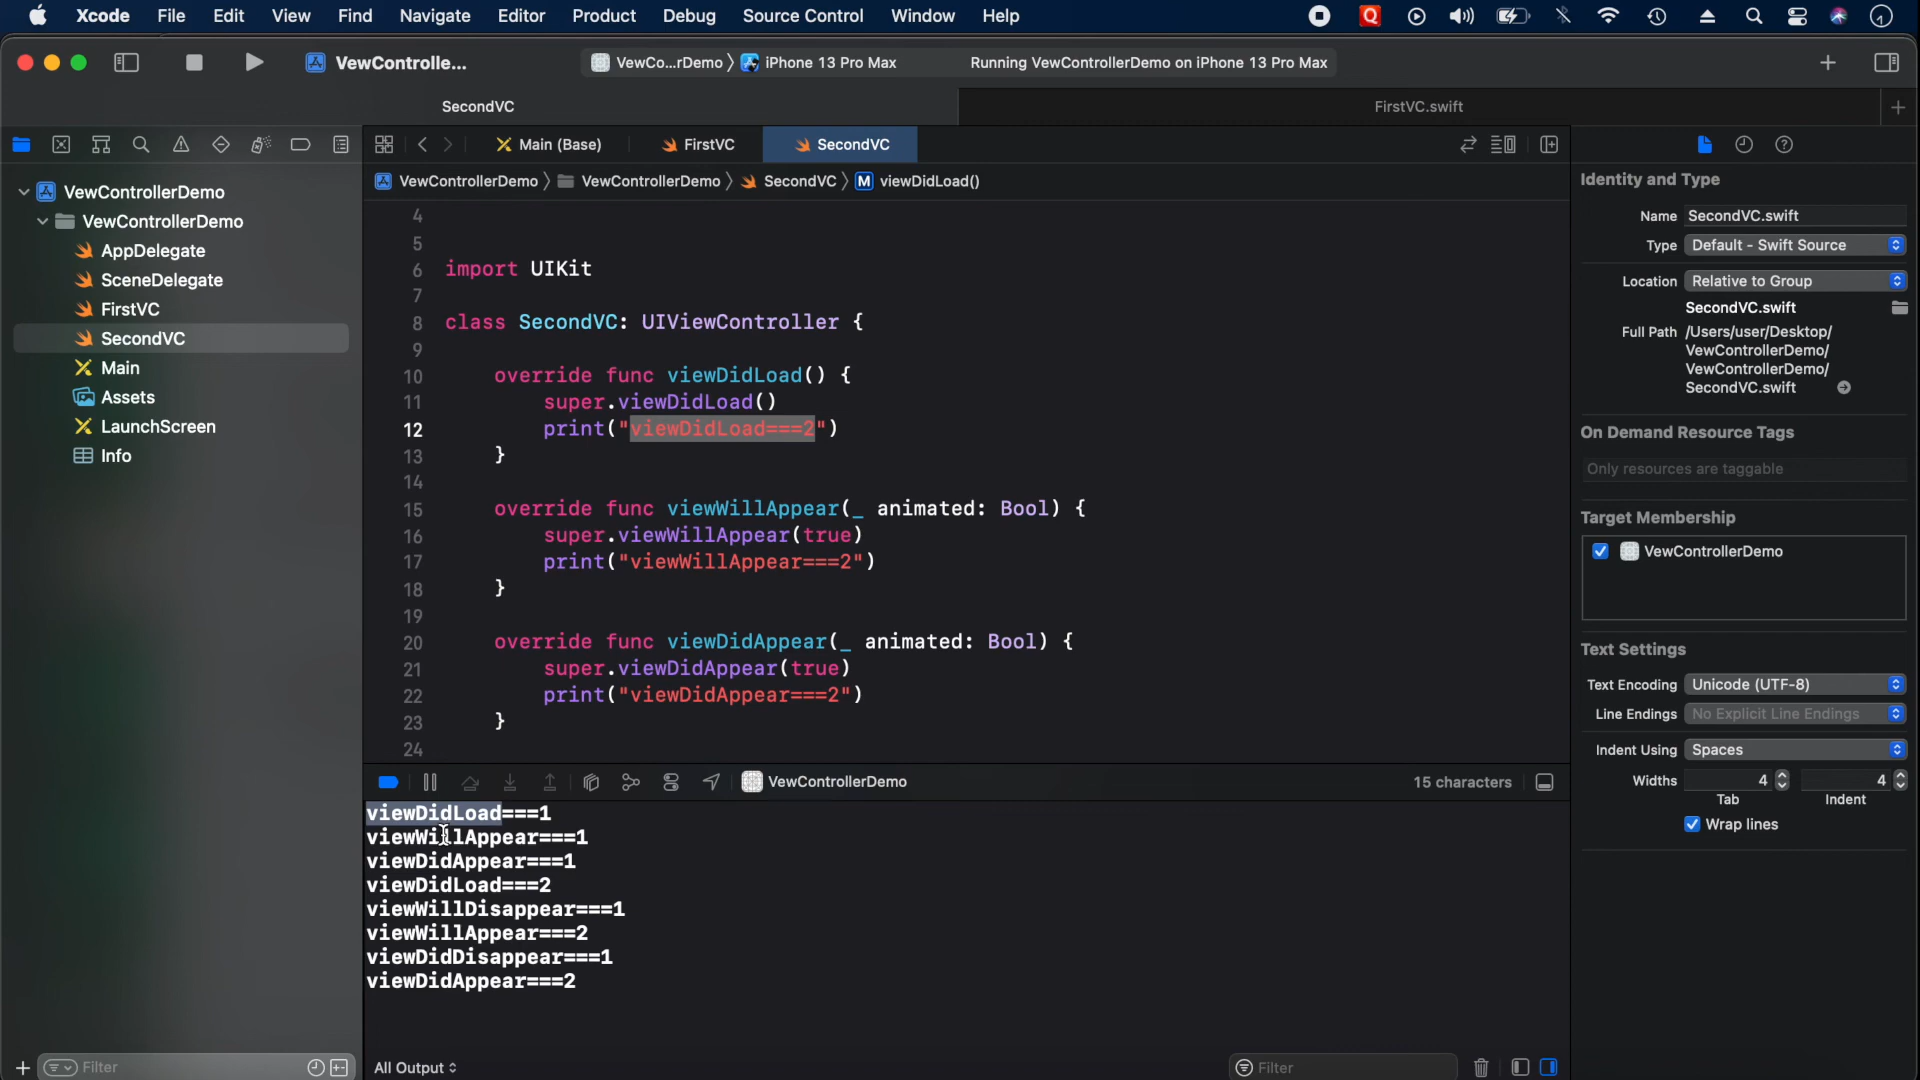 Xcode File Edit View Find Navigate Editor Product Debug Source Control Window Help
VewControlle... VewCo...rDemo iPhone 13 Pro Max Running VewControllerDemo on iPhone 13 Pro Max
SecondVC FirstVC.swift
Main (Base) FirstVC SecondVC
VewControllerDemo VewControllerDemo SecondVC M viewDidLoad()
VewControllerDemo
VewControllerDemo
AppDelegate
SceneDelegate
FirstVC
SecondVC
Main
Assets
LaunchScreen
Info
Filter
4
5
6 import UIKit
7
8 class SecondVC: UIViewController {
9
10 override func viewDidLoad() {
11 super.viewDidLoad()
12 print("viewDidLoad===2")
13 }
14
15 override func viewWillAppear(_ animated: Bool) {
16 super.viewWillAppear(true)
17 print("viewWillAppear===2")
18 }
19
20 override func viewDidAppear(_ animated: Bool) {
21 super.viewDidAppear(true)
22 print("viewDidAppear===2")
23 }
24
VewControllerDemo 15 characters
viewDidLoad===1
viewWillAppear===1
viewDidAppear===1
viewDidLoad===2
viewWillDisappear===1
viewWillAppear===2
viewDidDisappear===1
viewDidAppear===2
All Output Filter
Identity and Type
Name SecondVC.swift
Type Default - Swift Source
Location Relative to Group
SecondVC.swift
Full Path /Users/user/Desktop/
VewControllerDemo/
VewControllerDemo/
SecondVC.swift
On Demand Resource Tags
Only resources are taggable
Target Membership
VewControllerDemo
Text Settings
Text Encoding Unicode (UTF-8)
Line Endings No Explicit Line Endings
Indent Using Spaces
Widths 4 4
Tab Indent
Wrap lines